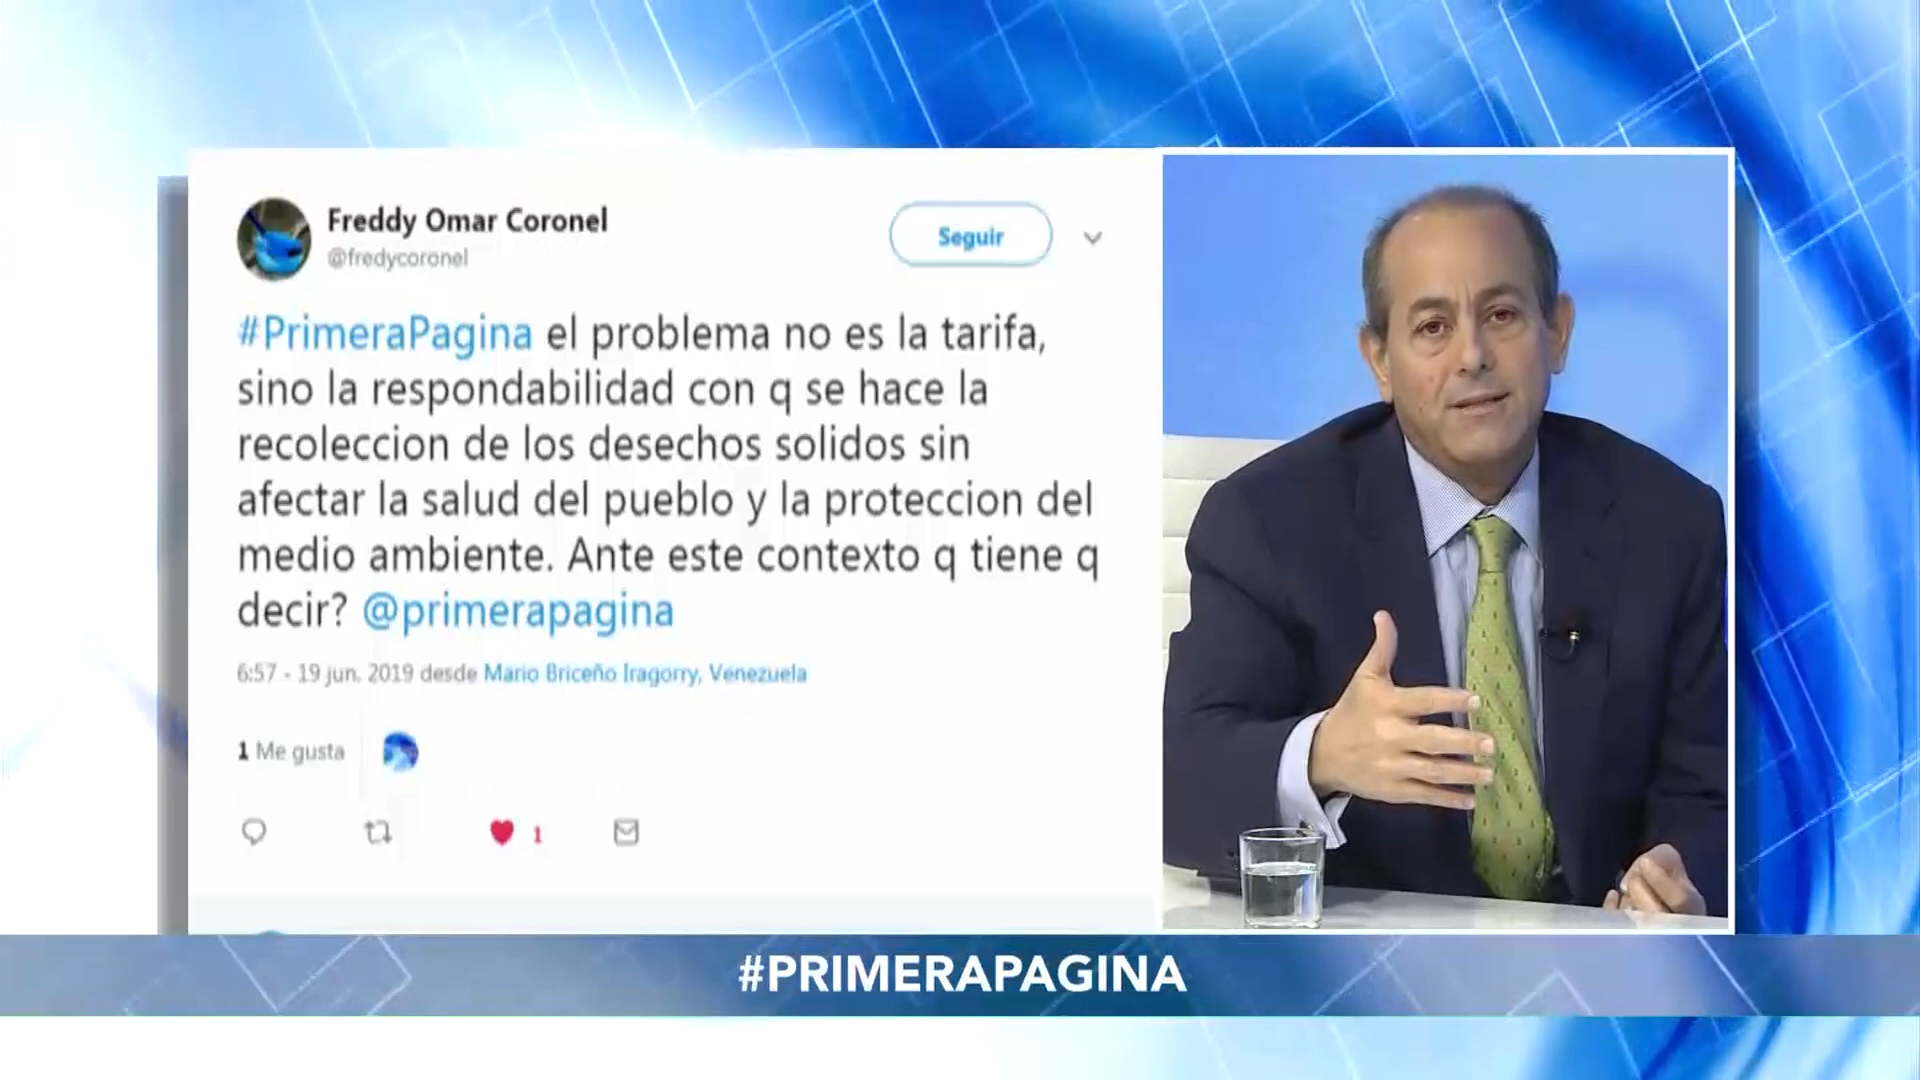 Freddy Omar Coronel
@fredycoronel
Seguir
#PrimeraPagina el problema no es la tarifa,
sino la respondabilidad con q se hace la
recoleccion de los desechos solidos sin
afectar la salud del pueblo y la proteccion del
medio ambiente. Ante este contexto q tiene q
decir? @primerapagina
6:57 - 19 jun. 2019 desde Mario Briceño Iragorry, Venezuela
1 Me gusta
1
#PRIMERAPAGINA